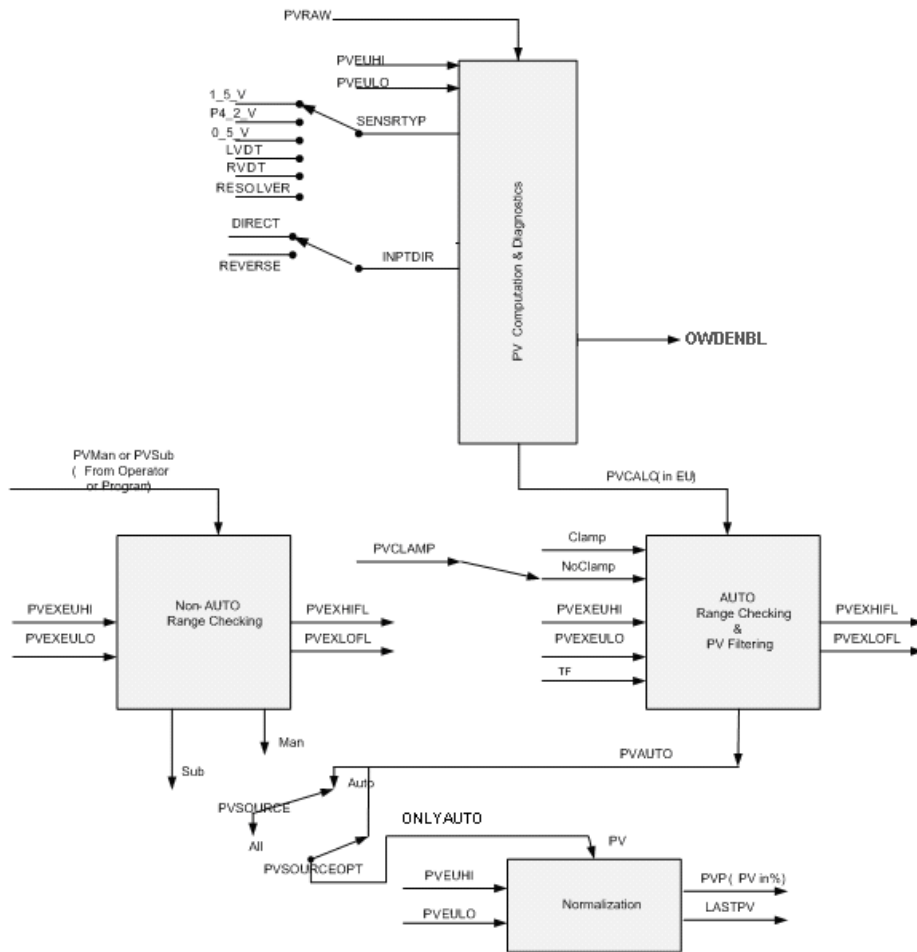 PVRAW
PVEUHI
PVEULO
1_5_V
P4_2_V
0_5_V
LVDT
RVDT
RESOLVER
SENSRTYP
DIRECT
REVERSE
INPTDIR
PV Computation & Diagnostics
OWDENBL
PVMan or PVSub
( From Operator
or Program)
PVCALC( in EU)
PVCLAMP
Clamp
NoClamp
PVEXEUHI
PVEXEULO
Non-AUTO
Range Checking
PVEXHIFL
PVEXLOFL
PVEXEUHI
PVEXEULO
TF
AUTO
Range Checking
&
PV Filtering
PVEXHIFL
PVEXLOFL
Sub
Man
PVAUTO
Auto
PVSOURCE
All
ONLYAUTO
PVSOURCEOPT
PV
PVEUHI
PVEULO
Normalization
PVP ( PV in%)
LASTPV